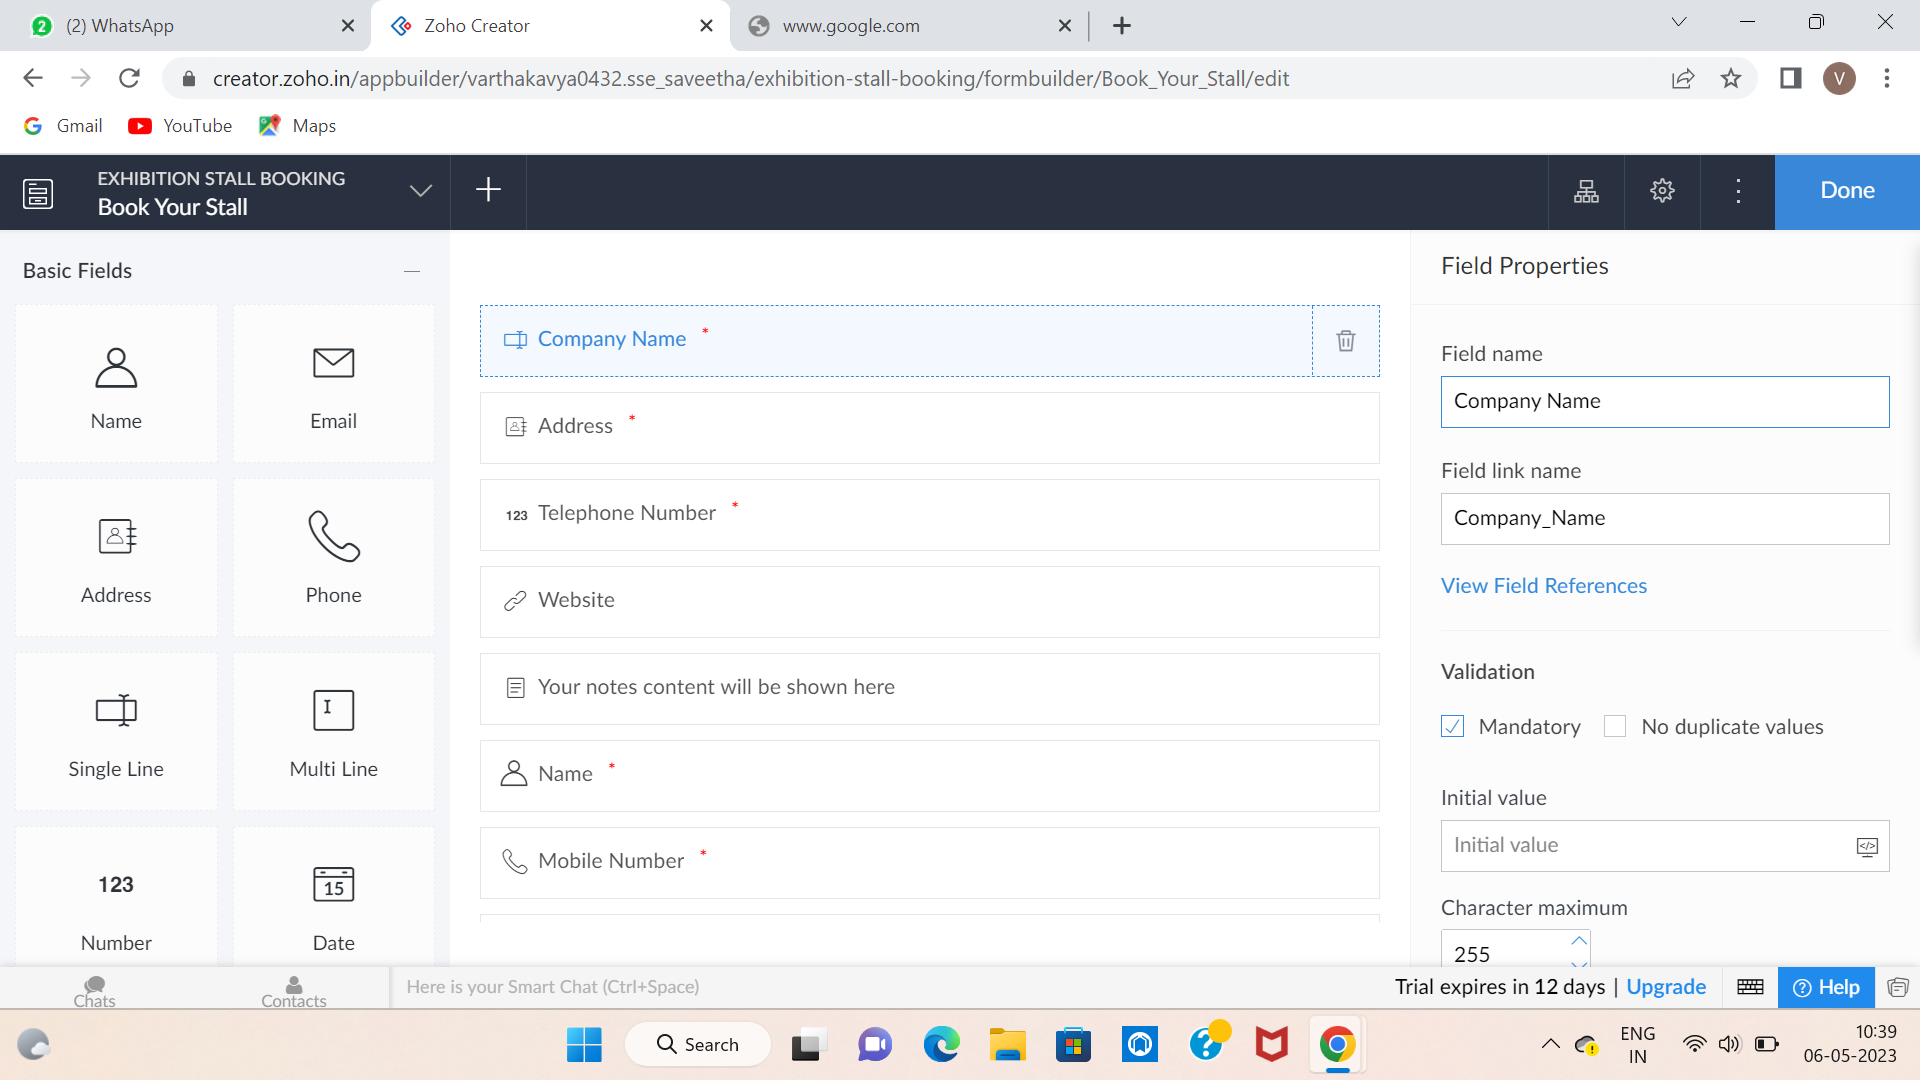 2 (2) WhatsApp
Zoho Creator
www.google.com
creator.zoho.in/appbuilder/varthakavya0432.sse_saveetha/exhibition-stall-booking/formbuilder/Book_Your_Stall/edit
V
Gmail YouTube Maps
EXHIBITION STALL BOOKING
Book Your Stall
Done
Basic Fields
Name Email
Address Phone
Single Line Multi Line
123 15
Number Date
Company Name *
Address *
123 Telephone Number *
Website
Your notes content will be shown here
Name *
Mobile Number *
Field Properties
Field name
Company Name
Field link name
Company_Name
View Field References
Validation
Mandatory No duplicate values
Initial value
Initial value
Character maximum
255
Chats Contacts
Here is your Smart Chat (Ctrl+Space)
Trial expires in 12 days | Upgrade
Help
Search
ENG
IN
10:39
06-05-2023